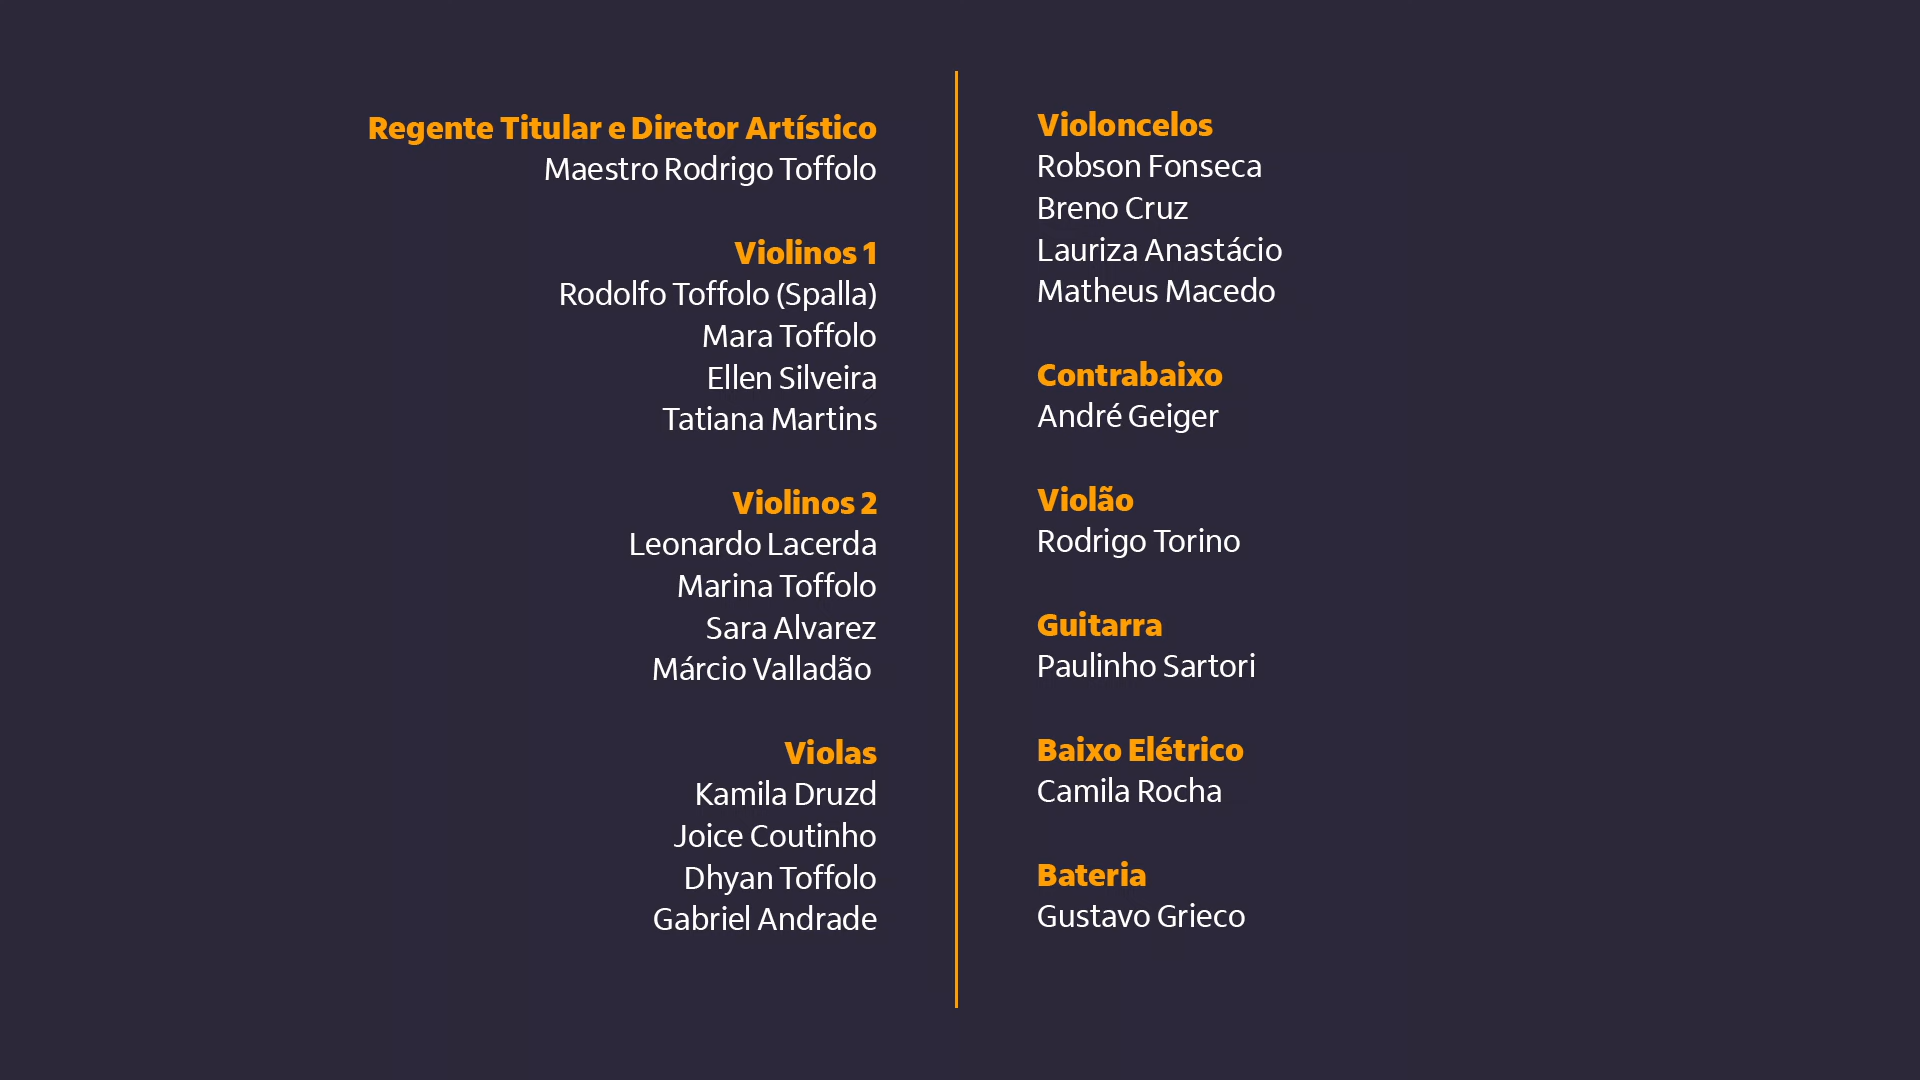 Regente Titular e Diretor Artístico
Maestro Rodrigo Toffolo
Violinos 1
Rodolfo Toffolo (Spalla)
Mara Toffolo
Ellen Silveira
Tatiana Martins
Violinos 2
Leonardo Lacerda
Marina Toffolo
Sara Alvarez
Márcio Valladão
Violas
Kamila Druzd
Joice Coutinho
Dhyan Toffolo
Gabriel Andrade
Violoncelos
Robson Fonseca
Breno Cruz
Lauriza Anastácio
Matheus Macedo
Contrabaixo
André Geiger
Violão
Rodrigo Torino
Guitarra
Paulinho Sartori
Baixo Elétrico
Camila Rocha
Bateria
Gustavo Grieco